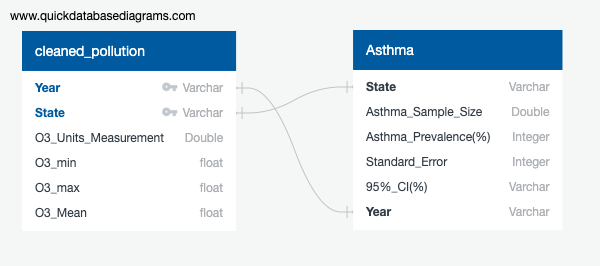 www.quickdatabasediagrams.com
cleaned_pollution
Year Varchar
State Varchar
O3_Units_Measurement Double
O3_min float
O3_max float
O3_Mean float
Asthma
State Varchar
Asthma_Sample_Size Double
Asthma_Prevalence(%) Integer
Standard_Error Integer
95%_CI(%) Varchar
Year Varchar